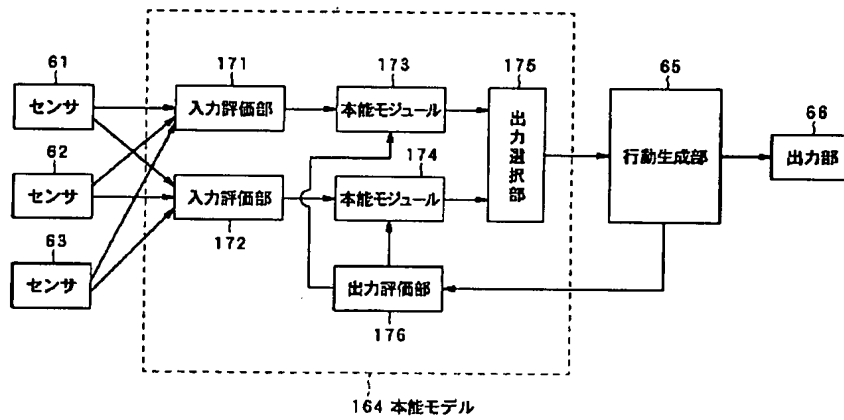 61
センサ
62
センサ
63
センサ
171
入力評価部
入力評価部
172
173
本能モジュール
174
本能モジュール
出力評価部
176
175
出力選択部
65
行動生成部
66
出力部
164 本能モデル